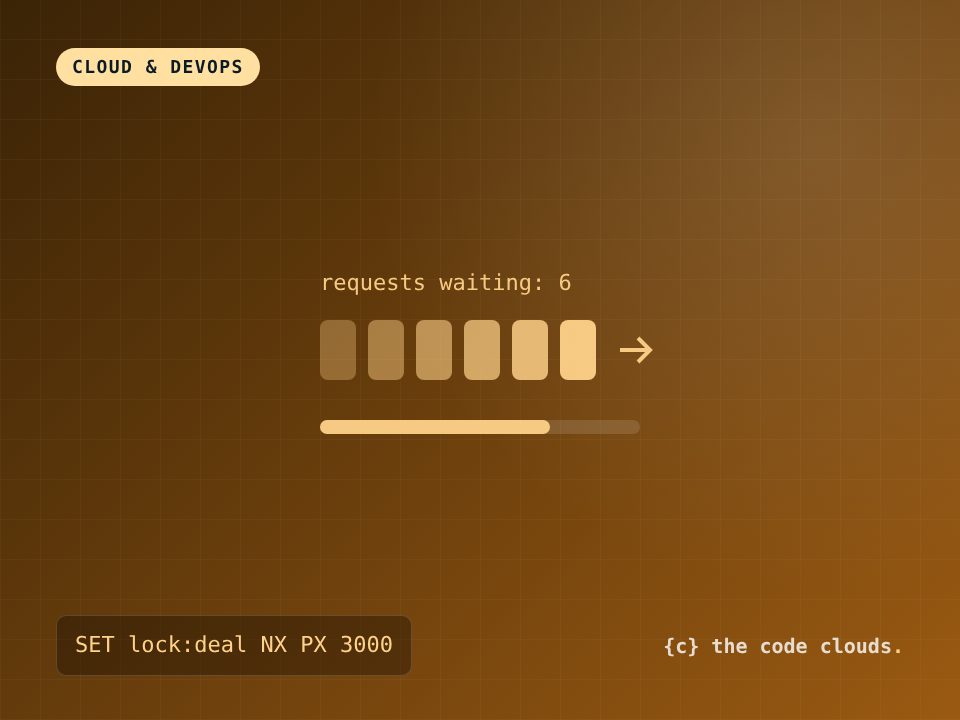 CLOUD & DEVOPS
requests waiting: 6
SET lock:deal NX PX 3000
{c} the code clouds.